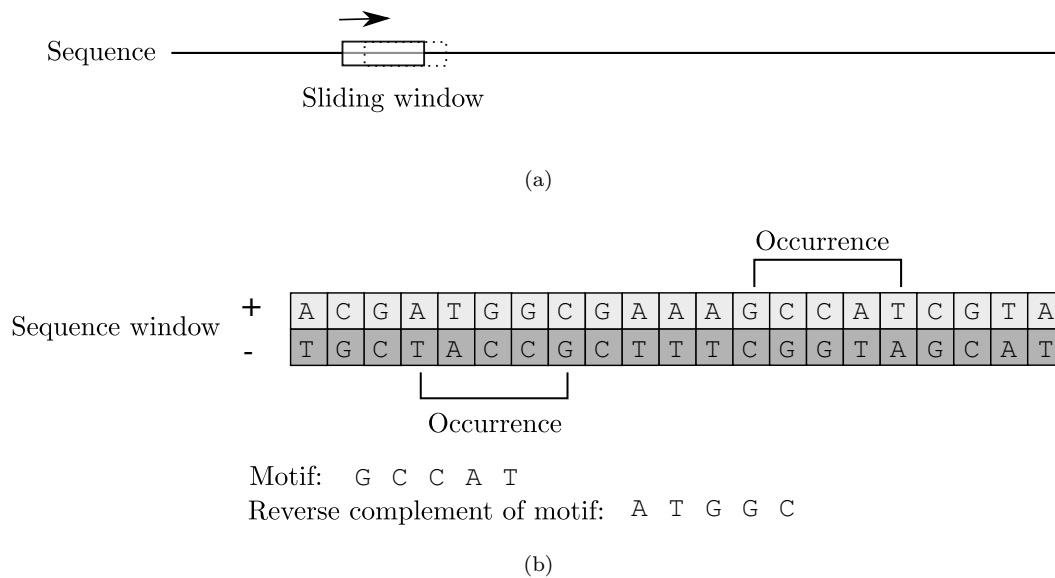 Sequence
Sliding window
(a)
Occurrence
Sequence window
+ A C G A T G G C G A A A G C C A T C G T A
- T G C T A C C G C T T T C G G T A G C A T
Occurrence
Motif: G C C A T
Reverse complement of motif: A T G G C
(b)